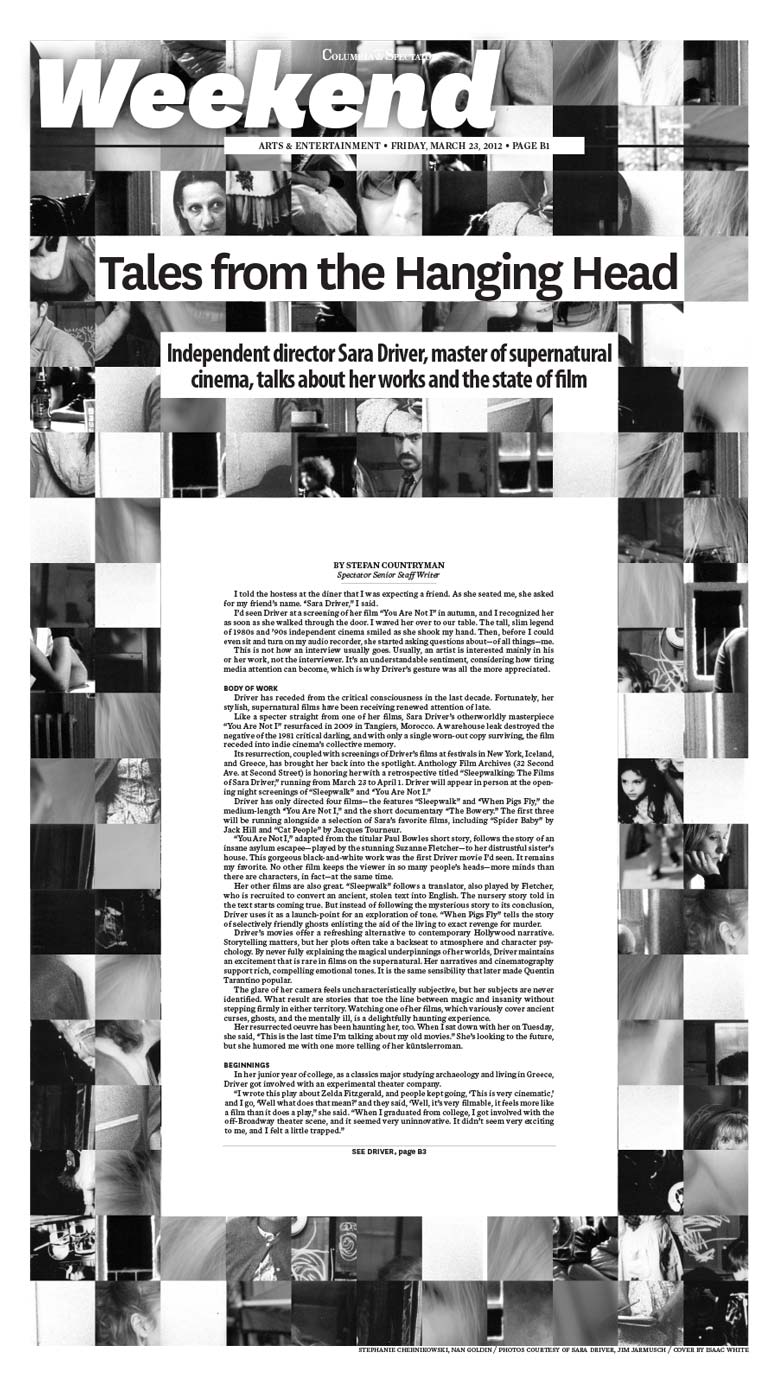 COLUMBIA SPECTATOR
Weekend
ARTS & ENTERTAINMENT • FRIDAY, MARCH 23, 2012 • PAGE B1
Tales from the Hanging Head
Independent director Sara Driver, master of supernatural
cinema, talks about her works and the state of film
BY STEFAN COUNTRYMAN
Spectator Senior Staff Writer
I told the hostess at the diner that I was expecting a friend. As she seated me, she asked
for my friend's name. “Sara Driver,” I said.
I'd seen Driver at a screening of her film “You Are Not I” in autumn, and I recognized her
as soon as she walked through the door. I waved her over to our table. The tall, slim legend
of 1980s and '90s independent cinema smiled as she shook my hand. Then, before I could
even sit and turn on my audio recorder, she started asking questions about—of all things—me.
This is not how an interview usually goes. Usually, an artist is interested mainly in his
or her work, not the interviewer. It's an understandable sentiment, considering how tiring
media attention can become, which is why Driver's gesture was all the more appreciated.
BODY OF WORK
Driver has receded from the critical consciousness in the last decade. Fortunately, her
stylish, supernatural films have been receiving renewed attention of late.
Like a specter straight from one of her films, Sara Driver's otherworldly masterpiece
“You Are Not I” resurfaced in 2009 in Tangiers, Morocco. A warehouse leak destroyed the
negative of the 1981 critical darling, and with only a single worn-out copy surviving, the film
receded into indie cinema's collective memory.
Its resurrection, coupled with screenings of Driver's films at festivals in New York, Iceland,
and Greece, has brought her back into the spotlight. Anthology Film Archives (32 Second
Ave. at Second Street) is honoring her with a retrospective titled “Sleepwalking: The Films
of Sara Driver,” running from March 23 to April 1. Driver will appear in person at the open-
ing night screenings of “Sleepwalk” and “You Are Not I.”
Driver has only directed four films—the features “Sleepwalk” and “When Pigs Fly,” the
medium-length “You Are Not I,” and the short documentary “The Bowery.” The first three
will be running alongside a selection of Sara's favorite films, including “Spider Baby” by
Jack Hill and “Cat People” by Jacques Tourneur.
“You Are Not I,” adapted from the titular Paul Bowles short story, follows the story of an
insane asylum escapee—played by the stunning Suzanne Fletcher—to her distrustful sister's
house. This gorgeous black-and-white work was the first Driver movie I'd seen. It remains
my favorite. No other film keeps the viewer in so many people's heads—more minds than
there are characters, in fact—at the same time.
Her other films are also great. “Sleepwalk” follows a translator, also played by Fletcher,
who is recruited to convert an ancient, stolen text into English. The nursery story told in
the text starts coming true. But instead of following the mysterious story to its conclusion,
Driver uses it as a launch-point for an exploration of tone. “When Pigs Fly” tells the story
of selectively friendly ghosts enlisting the aid of the living to exact revenge for murder.
Driver's movies offer a refreshing alternative to contemporary Hollywood narrative.
Storytelling matters, but her plots often take a backseat to atmosphere and character psy-
chology. By never fully explaining the magical underpinnings of her worlds, Driver maintains
an excitement that is rare in films on the supernatural. Her narratives and cinematography
support rich, compelling emotional tones. It is the same sensibility that later made Quentin
Tarantino popular.
The glare of her camera feels uncharacteristically subjective, but her subjects are never
identified. What result are stories that toe the line between magic and insanity without
stepping firmly in either territory. Watching one of her films, which variously cover ancient
curses, ghosts, and the mentally ill, is a delightfully haunting experience.
Her resurrected oeuvre has been haunting her, too. When I sat down with her on Tuesday,
she said, “This is the last time I'm talking about my old movies.” She's looking to the future,
but she humored me with one more telling of her küntslerroman.
BEGINNINGS
In her junior year of college, as a classics major studying archaeology and living in Greece,
Driver got involved with an experimental theater company.
“I wrote this play about Zelda Fitzgerald, and people kept going, ‘This is very cinematic,’
and I go, ‘Well what does that mean?’ and they said, ‘Well, it's very filmable, it feels more like
a film than it does a play,” she said. “When I graduated from college, I got involved with the
off-Broadway theater scene, and it seemed very uninnovative. It didn't seem very exciting
to me, and I felt a little trapped.”
SEE DRIVER, page B3
STEPHANIE CHERNIKOWSKI, NAN GOLDIN / PHOTOS COURTESY OF SARA DRIVER, JIM JARMUSCH / COVER BY ISAAC WHITE